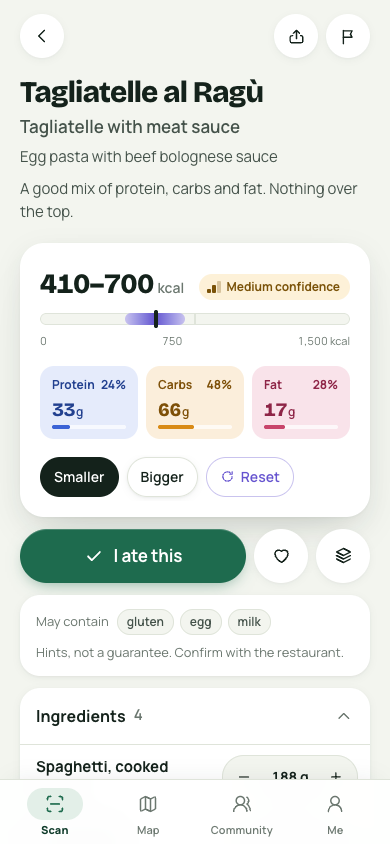 Tagliatelle al Ragù
Tagliatelle with meat sauce
Egg pasta with beef bolognese sauce
A good mix of protein, carbs and fat. Nothing over
the top.
410–700 kcal
Medium confidence
0 750 1,500 kcal
Protein 24%
33g
Carbs 48%
66g
Fat 28%
17g
Smaller Bigger Reset
I ate this
May contain gluten egg milk
Hints, not a guarantee. Confirm with the restaurant.
Ingredients 4
Spaghetti, cooked
188 g
Scan Map Community Me